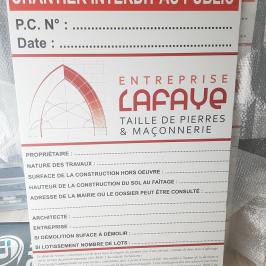 CHANTIER INTERDIT AU PUBLIC
P.C. N° : ........................
Date : ........................
ENTREPRISE
LAFAYE
TAILLE DE PIERRES
& MAÇONNERIE
PROPRIÉTAIRE :
NATURE DES TRAVAUX :
SURFACE DE LA CONSTRUCTION HORS OEUVRE :
HAUTEUR DE LA CONSTRUCTION DU SOL AU FAÎTAGE :
ADRESSE DE LA MAIRIE OÙ LE DOSSIER PEUT ÊTRE CONSULTÉ :
ARCHITECTE :
ENTREPRISE :
SI DÉMOLITION SUFACE À DÉMOLIR :
SI LOTISSEMENT NOMBRE DE LOTS :